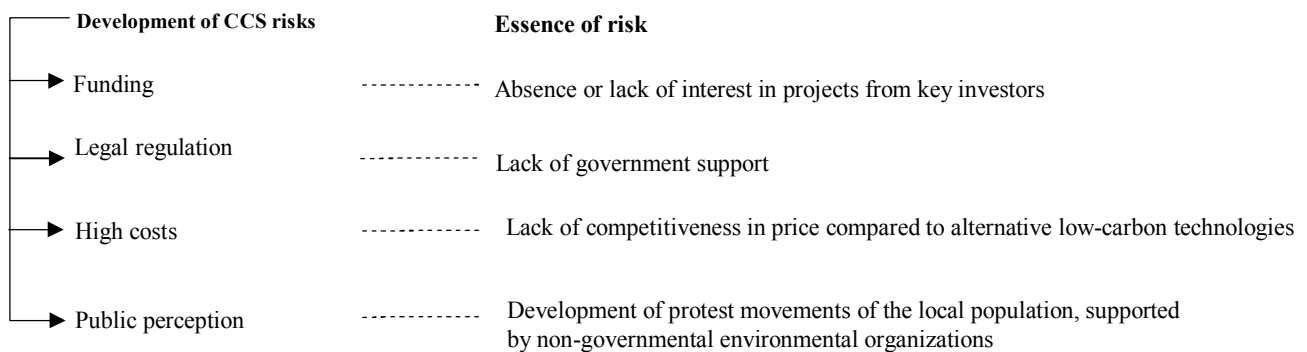 Development of CCS risks
Essence of risk
Funding
Absence or lack of interest in projects from key investors
Legal regulation
Lack of government support
High costs
Lack of competitiveness in price compared to alternative low-carbon technologies
Public perception
Development of protest movements of the local population, supported
by non-governmental environmental organizations